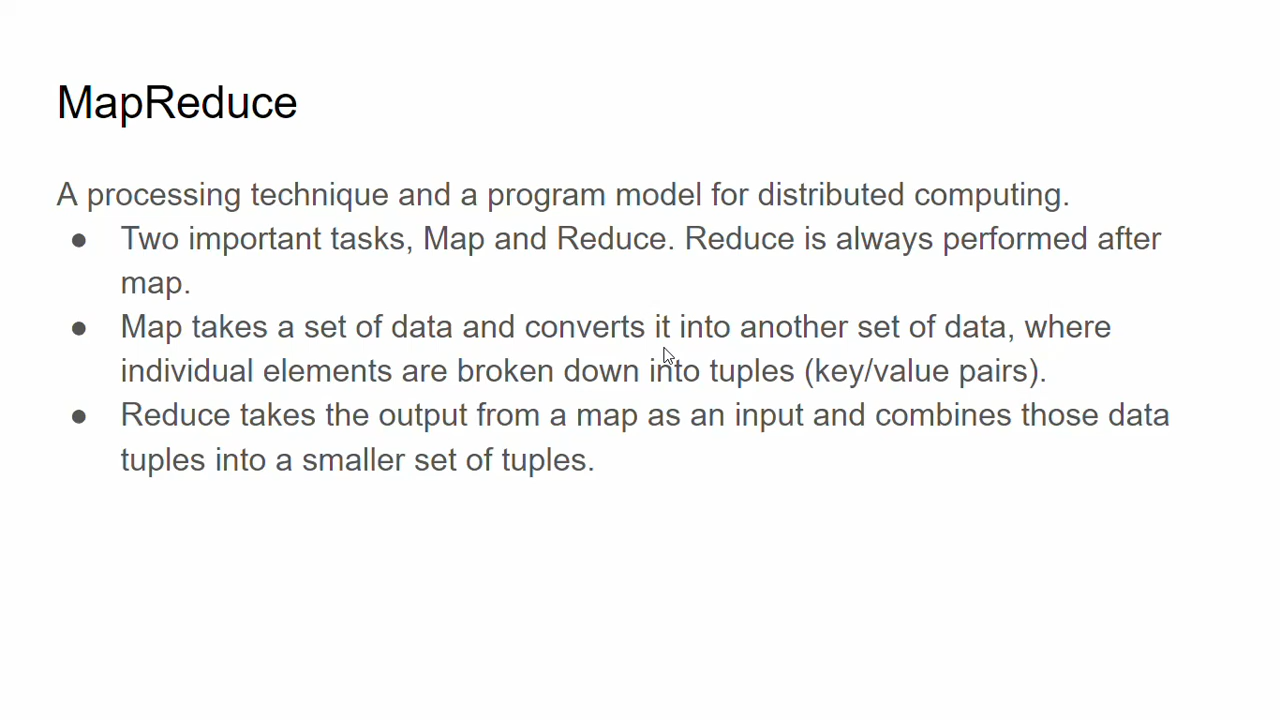 MapReduce
A processing technique and a program model for distributed computing.
● Two important tasks, Map and Reduce. Reduce is always performed after
map.
● Map takes a set of data and converts it into another set of data, where
individual elements are broken down into tuples (key/value pairs).
● Reduce takes the output from a map as an input and combines those data
tuples into a smaller set of tuples.